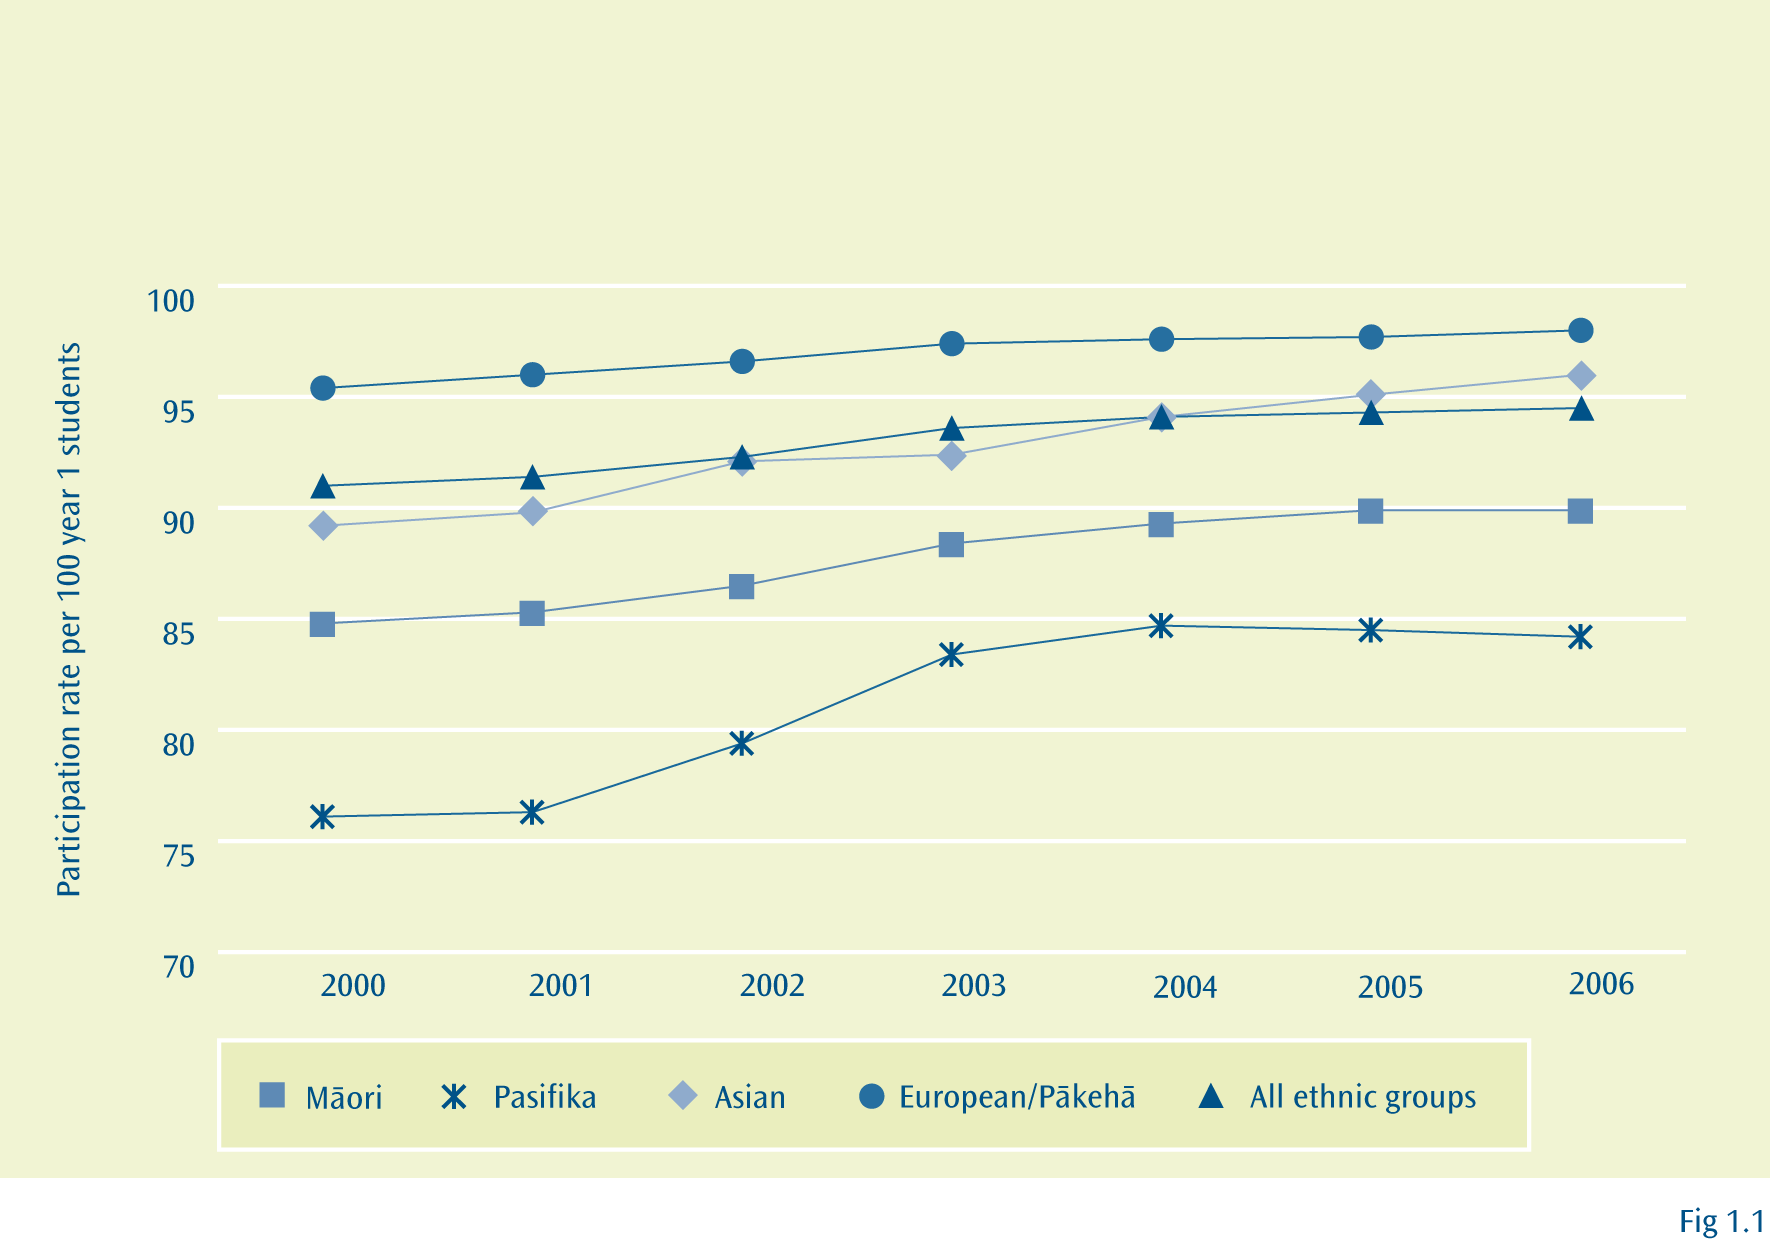 Participation rate per 100 year 1 students
100
95
90
85
80
75
70
2000 2001 2002 2003 2004 2005 2006
Māori Pasifika Asian European/Pākehā All ethnic groups
Fig 1.1